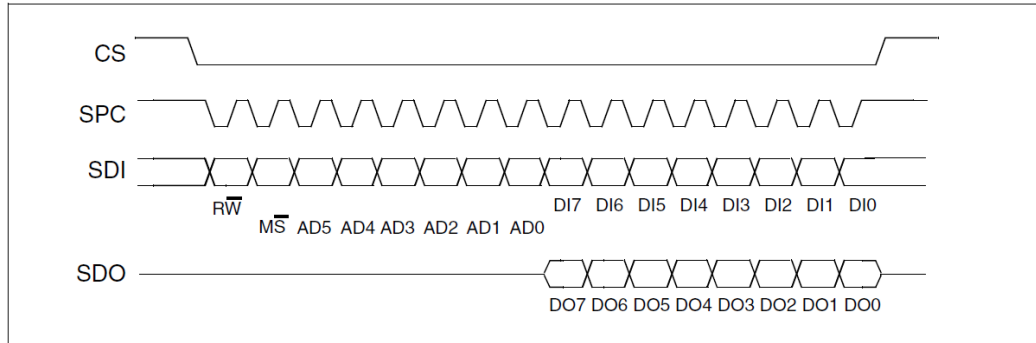 CS
SPC
SDI
RW̅
DI7 DI6 DI5 DI4 DI3 DI2 DI1 DI0
MS̅ AD5 AD4 AD3 AD2 AD1 AD0
SDO
DO7 DO6 DO5 DO4 DO3 DO2 DO1 DO0